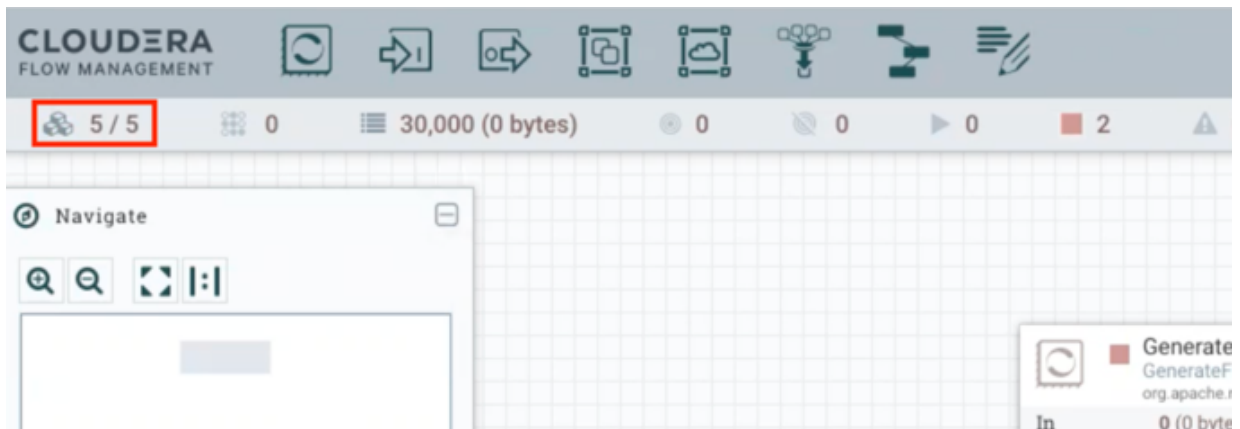 CLOUDERA
FLOW MANAGEMENT
5 / 5 0 30,000 (0 bytes) 0 0 0 2
Navigate
Generate
GenerateF
org.apache.
In 0 (0 byte